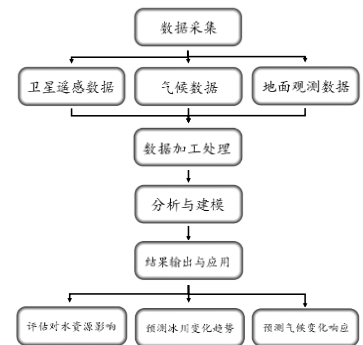 数据采集
卫星遥感数据
气候数据
地面观测数据
数据加工处理
分析与建模
结果输出与应用
评估对水资源影响
预测冰川变化趋势
预测气候变化响应